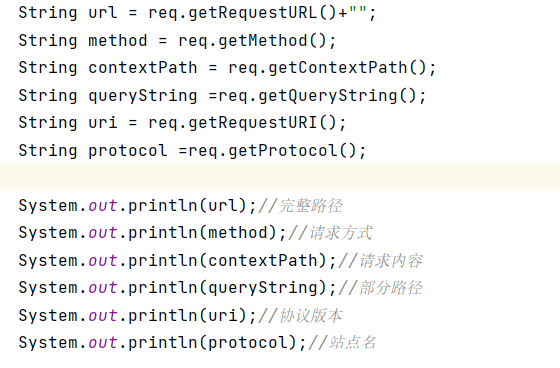 String url = req.getRequestURL()+"";
String method = req.getMethod();
String contextPath = req.getContextPath();
String queryString =req.getQueryString();
String uri = req.getRequestURI();
String protocol =req.getProtocol();
System.out.println(url);//完整路径
System.out.println(method);//请求方式
System.out.println(contextPath);//请求内容
System.out.println(queryString);//部分路径
System.out.println(uri);//协议版本
System.out.println(protocol);//站点名